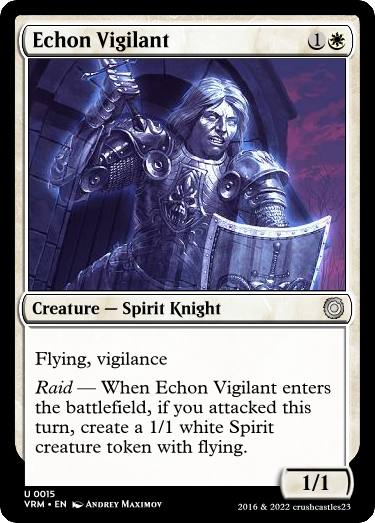 Echon Vigilant 1
Creature — Spirit Knight
Flying, vigilance
Raid — When Echon Vigilant enters
the battlefield, if you attacked this
turn, create a 1/1 white Spirit
creature token with flying.
1/1
U 0015
VRM • EN Andrey Maximov
2016 & 2022 crushcastles23